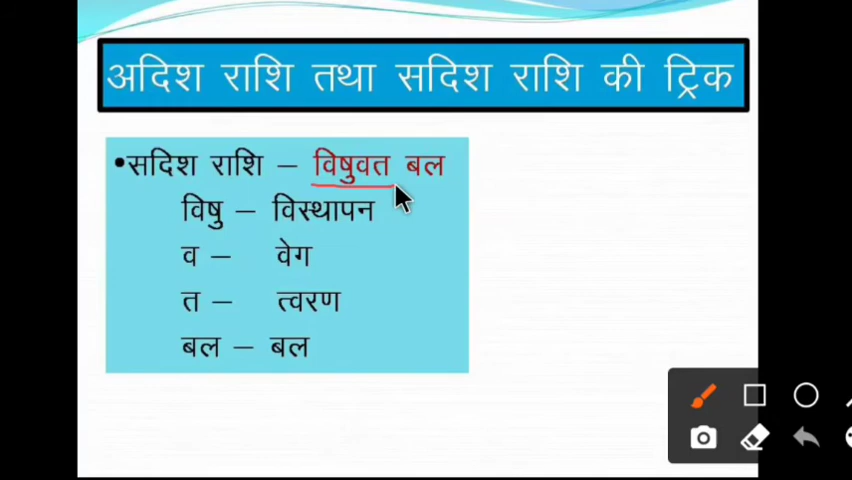 अदिश राशि तथा सदिश राशि की ट्रिक
•सदिश राशि – विषुवत बल
विषु – विस्थापन
व – वेग
त – त्वरण
बल – बल